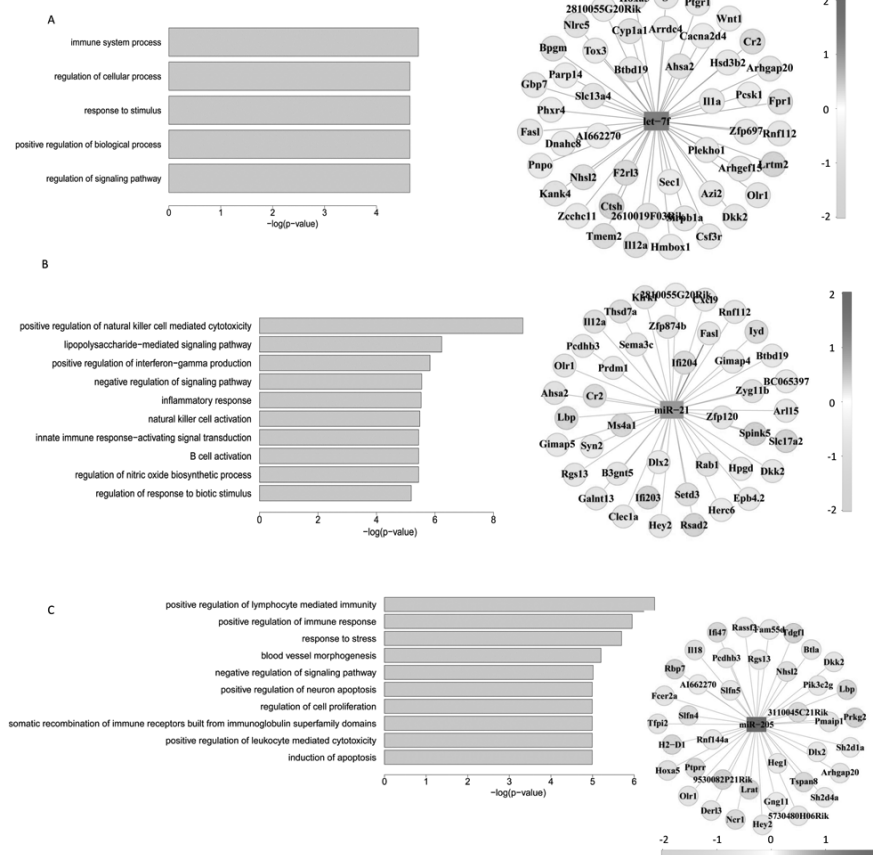 A
immune system process
regulation of cellular process
response to stimulus
positive regulation of biological process
regulation of signaling pathway
0 1 2 3 4
−log(p−value)
Ptgr1
2810055G20Rik
Wnt1
Nlrc5
Cyp1a1
Arrdc4
Cacna2d4
Cr2
Bpgm
Tox3
Hsd3b2
Arhgap20
Btbd19
Ahsa2
Parp14
Gbp7
Slc13a4
Il1a
Pcsk1
Fpr1
Phxr4
let−7f
Fasl
AI662270
Zfp697
Rnf112
Dnahc8
Plekho1
Pnpo
Arhgef15
Lrtm2
Nhsl2
F2rl3
Sec1
Kank4
Azi2
Olr1
Ctsh
Zcchc11
2610019F03Rik
Sirpb1a
Dkk2
Tmem2
Il12a
Hmbox1
Csf3r
2
1
0
-1
-2
B
positive regulation of natural killer cell mediated cytotoxicity
lipopolysaccharide−mediated signaling pathway
positive regulation of interferon−gamma production
negative regulation of signaling pathway
inflammatory response
natural killer cell activation
innate immune response−activating signal transduction
B cell activation
regulation of nitric oxide biosynthetic process
regulation of response to biotic stimulus
0 2 4 6 8
−log(p−value)
2810055G20Rik
Cxcl9
Thsd7a
Rnf112
Il12a
Zfp874b
Fasl
Iyd
Pcdhb3
Sema3c
Btbd19
Olr1
Prdm1
Ifi204
Gimap4
BC065397
Ahsa2
Cr2
Zyg11b
Lbp
miR−21
Zfp120
Arl15
Ms4a1
Spink5
Slc17a2
Gimap5
Syn2
Dlx2
Rab1
Hpgd
Dkk2
Rgs13
B3gnt5
Galnt13
Ifi203
Setd3
Epb4.2
Clec1a
Herc6
Hey2
Rsad2
2
1
0
-1
-2
C
positive regulation of lymphocyte mediated immunity
positive regulation of immune response
response to stress
blood vessel morphogenesis
negative regulation of signaling pathway
positive regulation of neuron apoptosis
regulation of cell proliferation
somatic recombination of immune receptors built from immunoglobulin superfamily domains
positive regulation of leukocyte mediated cytotoxicity
induction of apoptosis
0 1 2 3 4 5 6
−log(p−value)
Ifi47
Rassf3
Fam55d
Tdgf1
Il18
Pcdhb3
Rgs13
Btla
Dkk2
Rbp7
Nhsl2
AI662270
Slfn5
Pik3c2g
Lbp
Fcer2a
Slfn4
3110045C21Rik
Prkg2
Tfpi2
miR−205
Pmaip1
H2−D1
Rnf144a
Sh2d1a
Dlx2
Hoxa5
Ptprr
Heg1
Arhgap20
9530082P21Rik
Tspan8
Olr1
Lrat
Sh2d4a
Derl3
Gng11
5730480H06Rik
Ncr1
Hey2
-2 -1 0 1